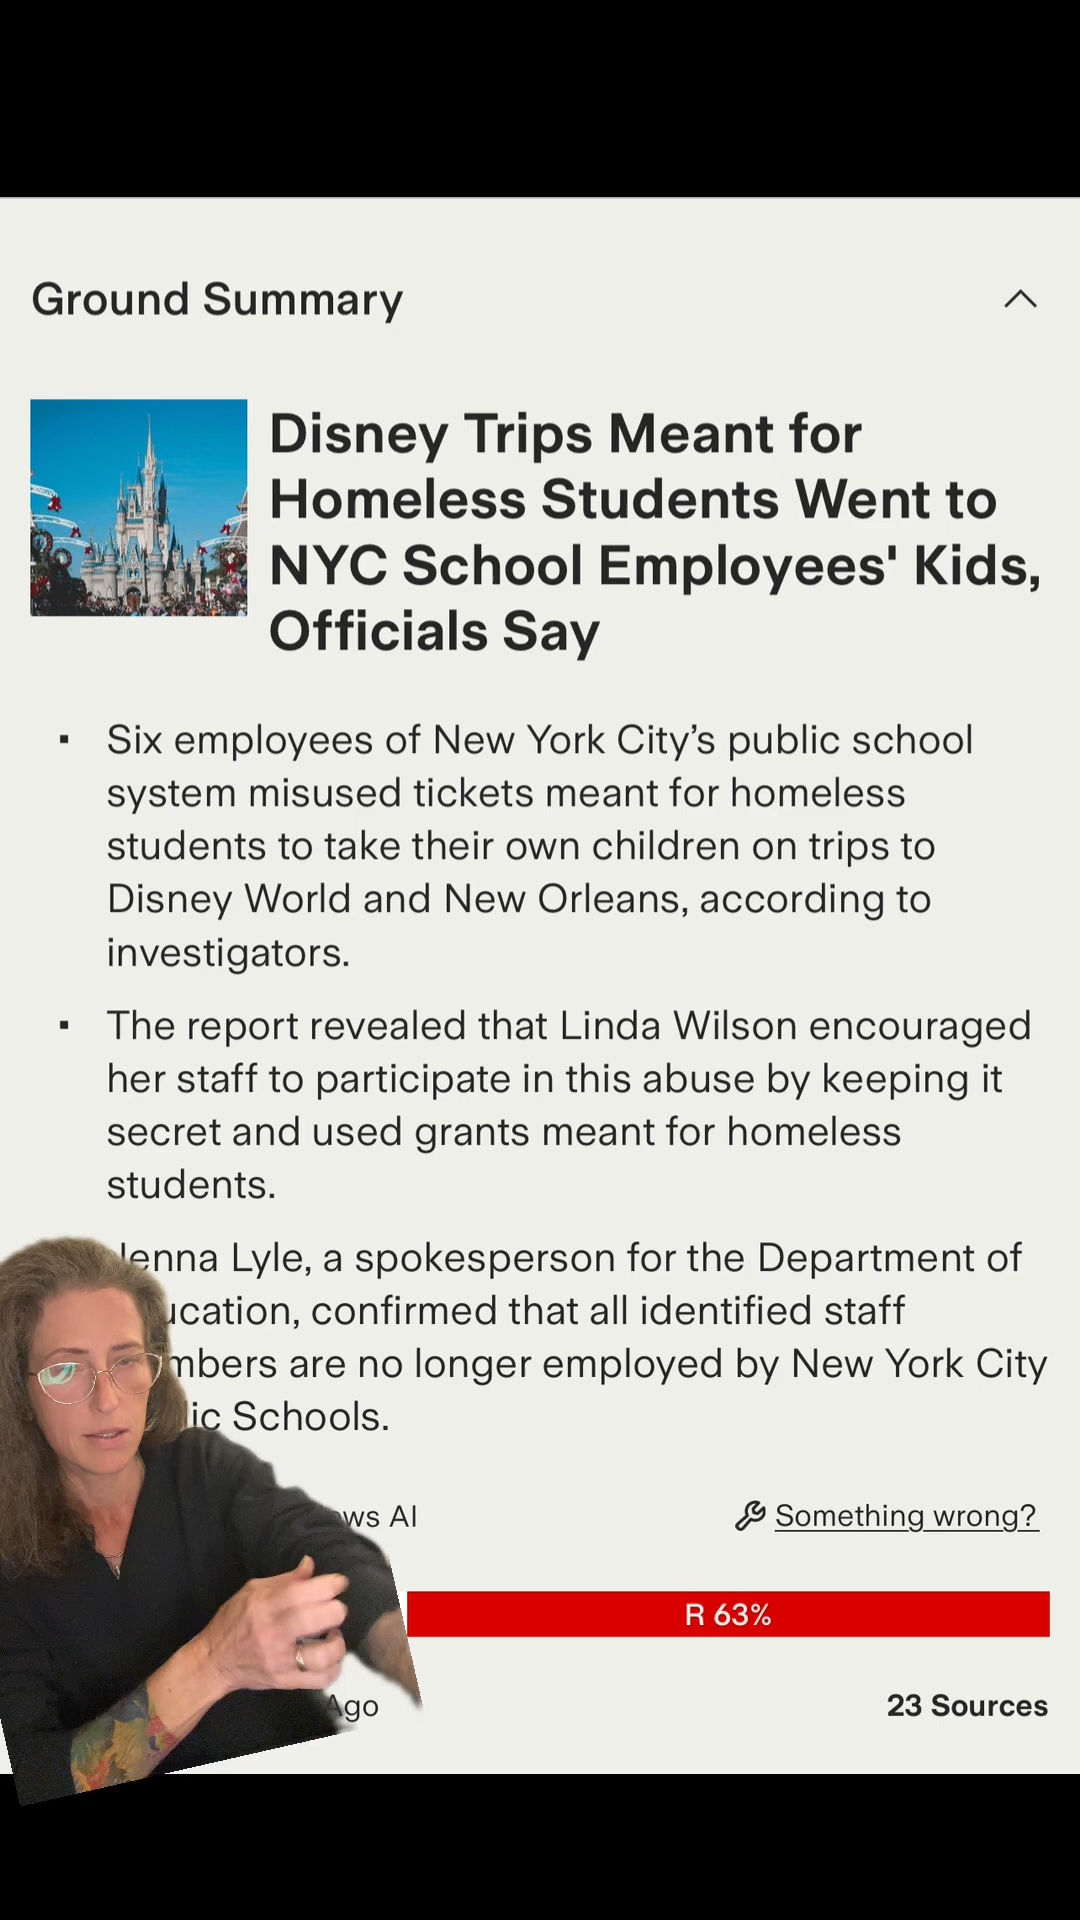 Ground Summary
Disney Trips Meant for
Homeless Students Went to
NYC School Employees' Kids,
Officials Say
▪ Six employees of New York City’s public school
system misused tickets meant for homeless
students to take their own children on trips to
Disney World and New Orleans, according to
investigators.
▪ The report revealed that Linda Wilson encouraged
her staff to participate in this abuse by keeping it
secret and used grants meant for homeless
students.
Lyle, a spokesperson for the Department of
confirmed that all identified staff
are no longer employed by New York City
Schools.
AI
Something wrong?
R 63%
Ago
23 Sources